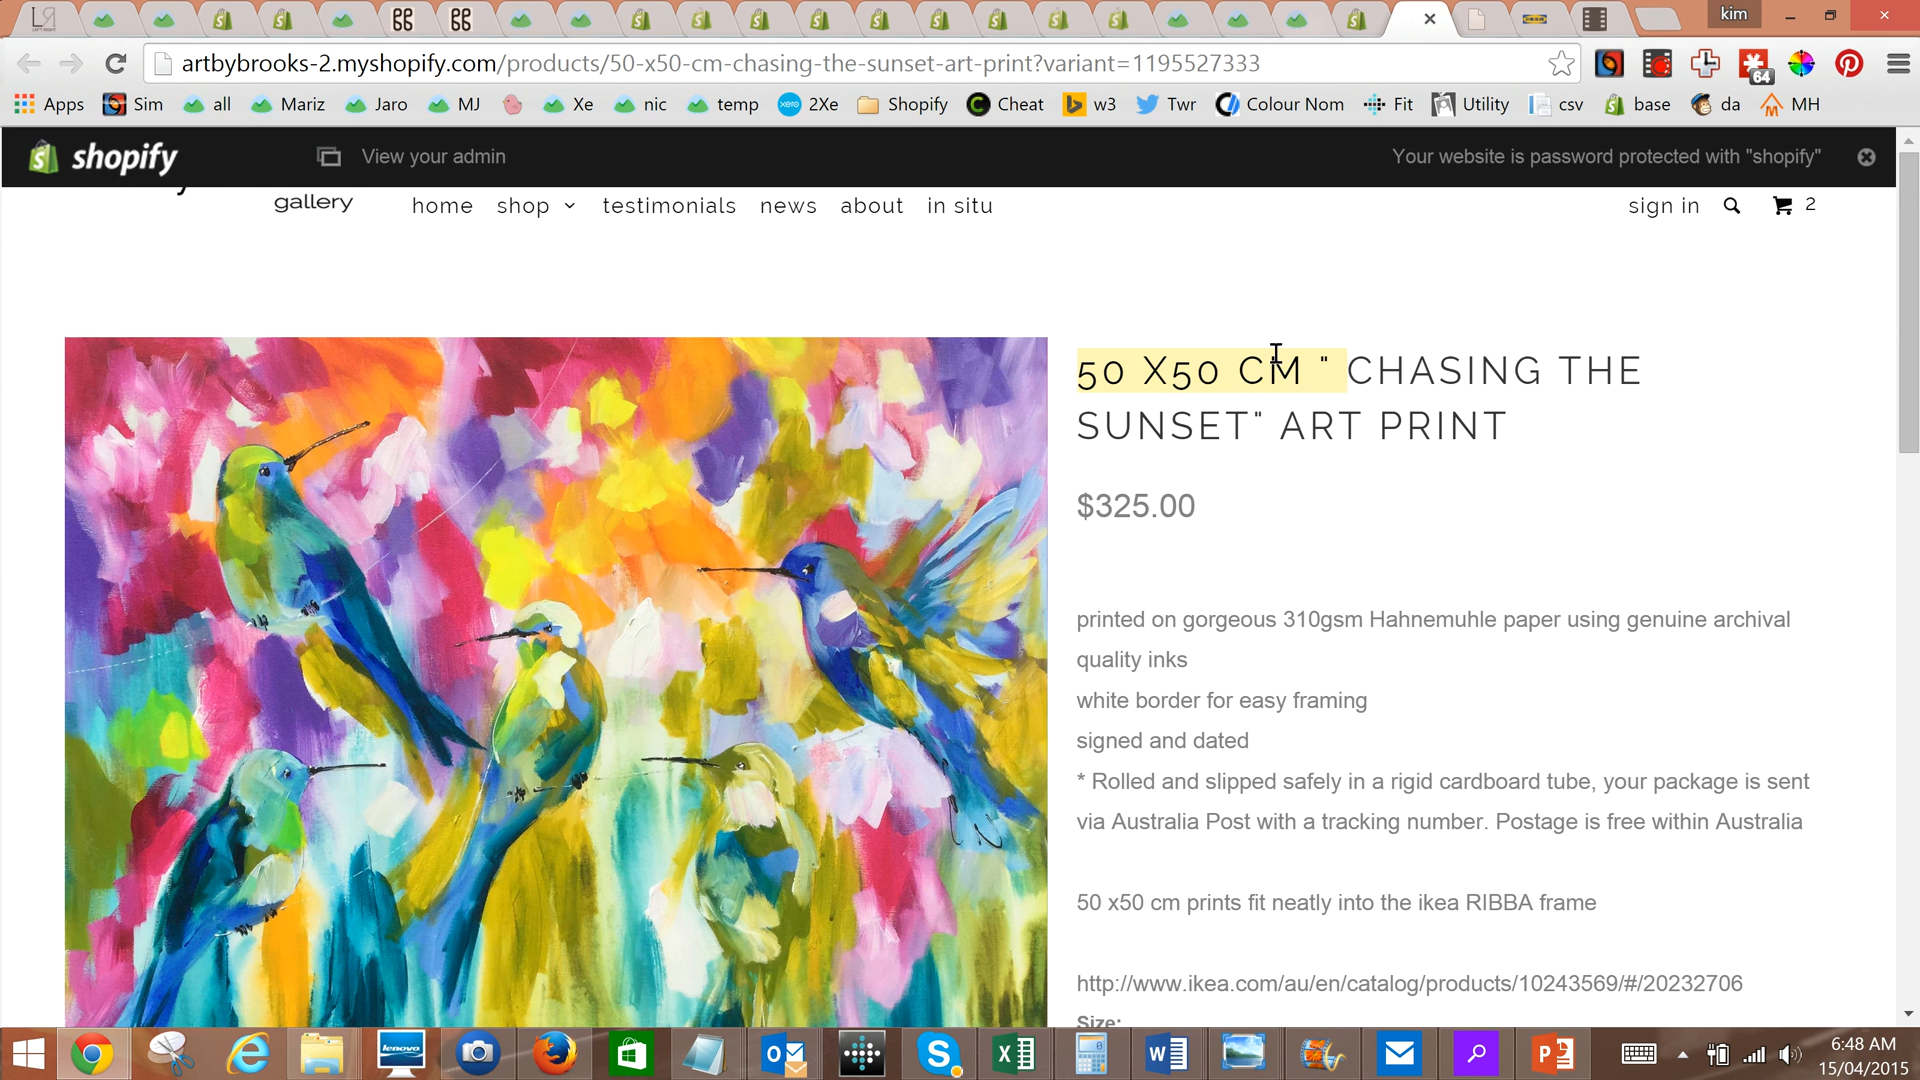 kim
artbybrooks-2.myshopify.com/products/50-x50-cm-chasing-the-sunset-art-print?variant=1195527333
64
Apps Sim all Mariz Jaro MJ Xe nic temp xero 2Xe Shopify Cheat w3 Twr Colour Nom Fit Utility csv base da MH
shopify View your admin Your website is password protected with "shopify"
gallery home shop testimonials news about in situ sign in 2
50 X50 CM " CHASING THE
SUNSET" ART PRINT
$325.00
printed on gorgeous 310gsm Hahnemuhle paper using genuine archival
quality inks
white border for easy framing
signed and dated
* Rolled and slipped safely in a rigid cardboard tube, your package is sent
via Australia Post with a tracking number. Postage is free within Australia
50 x50 cm prints fit neatly into the ikea RIBBA frame
http://www.ikea.com/au/en/catalog/products/10243569/#/20232706
Size:
lenovo
6:48 AM
15/04/2015